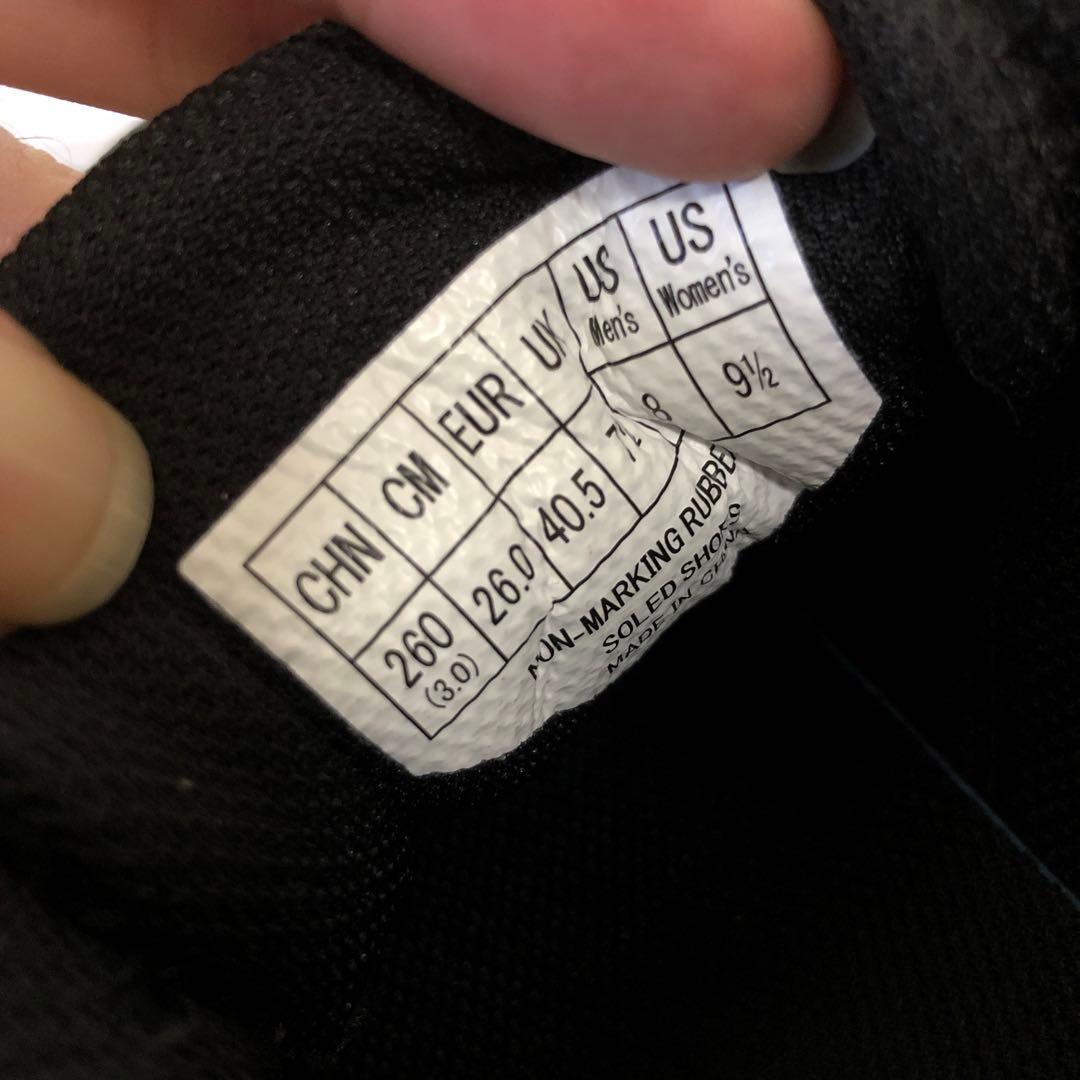 CHN CM EUR UK US Men's US Women's
260 (3.0) 26.0 40.5 8 9½
NON-MARKING RUBBE
SOLED SHOES
MADE IN CHINA